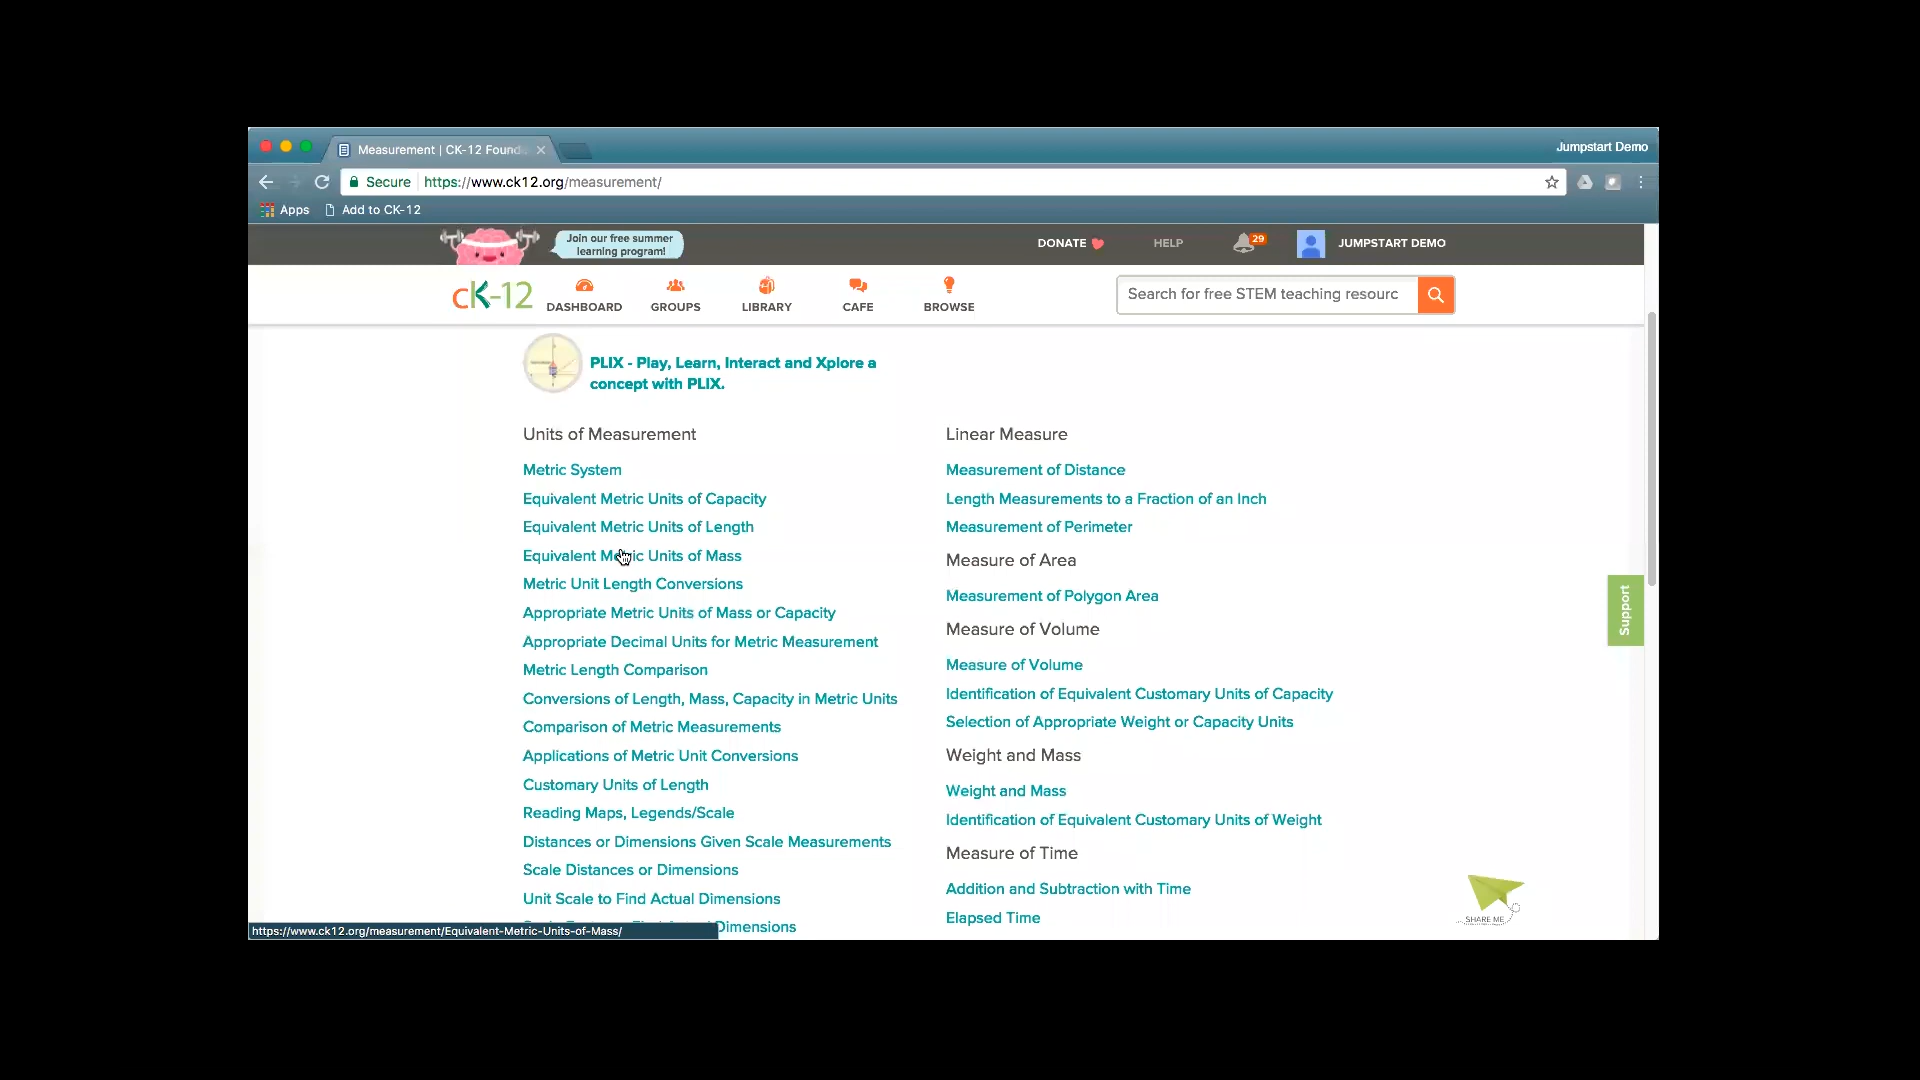 Measurement | CK-12 Found
Jumpstart Demo
Secure https://www.ck12.org/measurement/
Apps Add to CK-12
Join our free summer
learning program!
DONATE HELP 29 JUMPSTART DEMO
cK-12 DASHBOARD GROUPS LIBRARY CAFE BROWSE
Search for free STEM teaching resourc
PLIX - Play, Learn, Interact and Xplore a
concept with PLIX.
Units of Measurement
Metric System
Equivalent Metric Units of Capacity
Equivalent Metric Units of Length
Equivalent Metric Units of Mass
Metric Unit Length Conversions
Appropriate Metric Units of Mass or Capacity
Appropriate Decimal Units for Metric Measurement
Metric Length Comparison
Conversions of Length, Mass, Capacity in Metric Units
Comparison of Metric Measurements
Applications of Metric Unit Conversions
Customary Units of Length
Reading Maps, Legends/Scale
Distances or Dimensions Given Scale Measurements
Scale Distances or Dimensions
Unit Scale to Find Actual Dimensions
Dimensions
Linear Measure
Measurement of Distance
Length Measurements to a Fraction of an Inch
Measurement of Perimeter
Measure of Area
Measurement of Polygon Area
Measure of Volume
Measure of Volume
Identification of Equivalent Customary Units of Capacity
Selection of Appropriate Weight or Capacity Units
Weight and Mass
Weight and Mass
Identification of Equivalent Customary Units of Weight
Measure of Time
Addition and Subtraction with Time
Elapsed Time
Support
SHARE ME
https://www.ck12.org/measurement/Equivalent-Metric-Units-of-Mass/